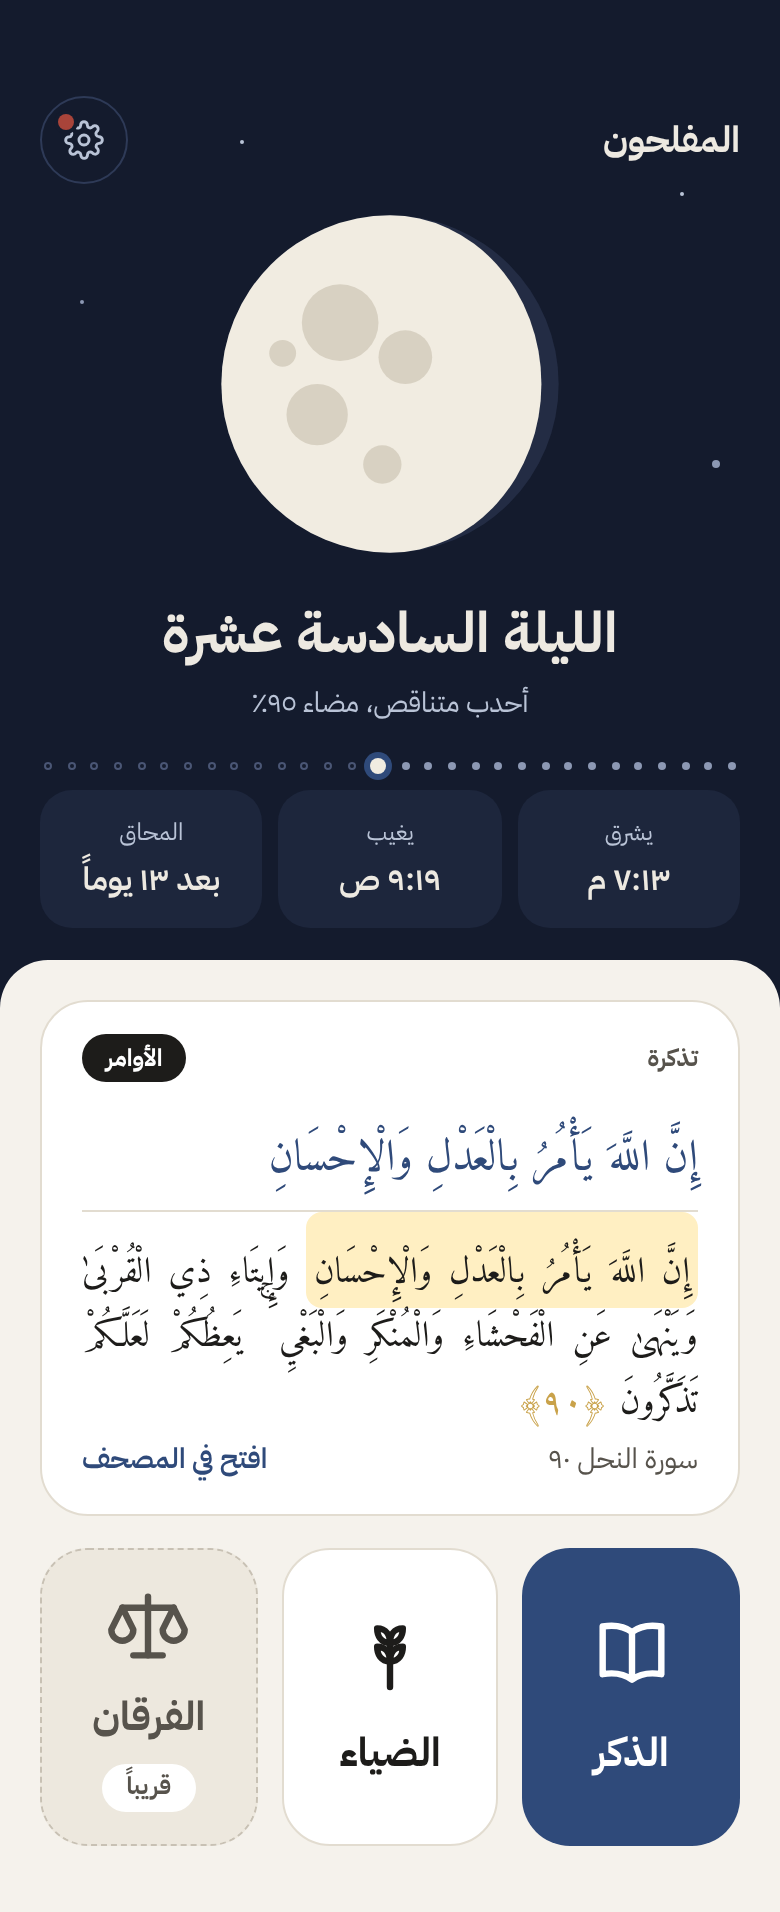 المفلحون
الليلة السادسة عشرة
أحدب متناقص، مضاء ٩٥٪
يشرق
٧:١٣ م
يغيب
٩:١٩ ص
المحاق
بعد ١٣ يوماً
تذكرة
الأوامر
إِنَّ اللَّهَ يَأْمُرُ بِالْعَدْلِ وَالْإِحْسَانِ
إِنَّ اللَّهَ يَأْمُرُ بِالْعَدْلِ وَالْإِحْسَانِ وَإِيتَاءِ ذِي الْقُرْبَىٰ
وَيَنْهَىٰ عَنِ الْفَحْشَاءِ وَالْمُنْكَرِ وَالْبَغْيِ ۚ يَعِظُكُمْ لَعَلَّكُمْ
تَذَكَّرُونَ ﴿٩٠﴾
سورة النحل ٩٠
افتح في المصحف
الذكر
الضياء
الفرقان
قريباً